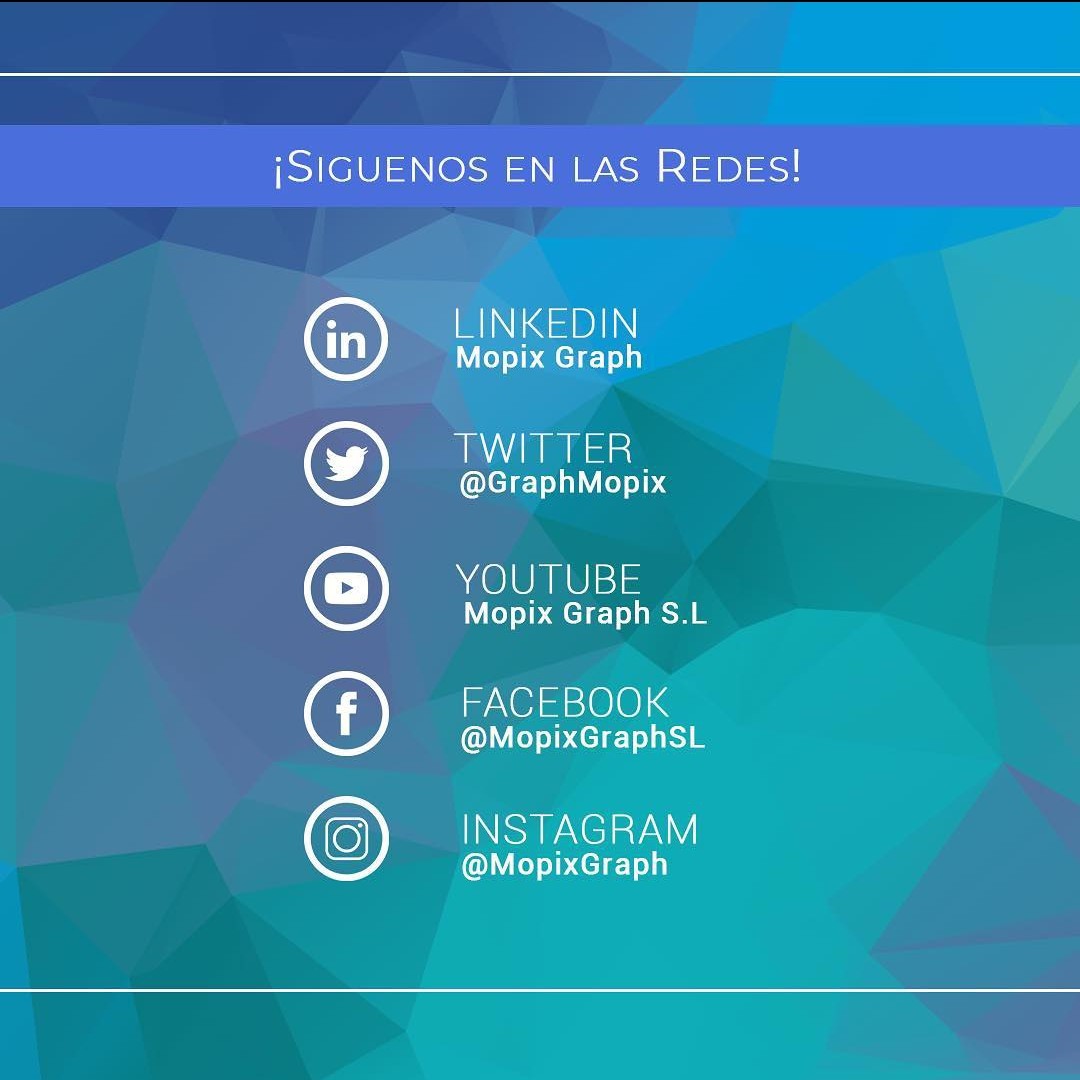 ¡Siguenos en las Redes!
LINKEDIN
Mopix Graph
TWITTER
@GraphMopix
YOUTUBE
Mopix Graph S.L
FACEBOOK
@MopixGraphSL
INSTAGRAM
@MopixGraph